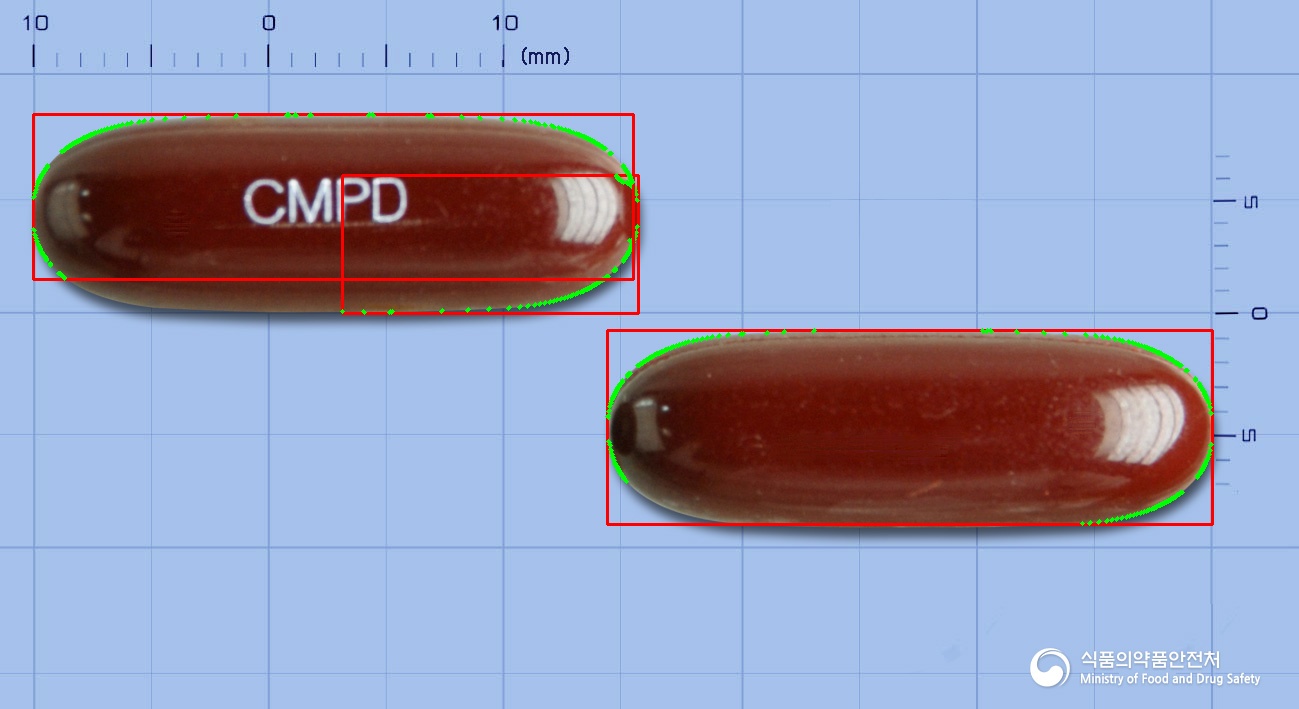 10 0 10
(mm)
CMPD
5
0
5
식품의약품안전처
Ministry of Food and Drug Safety